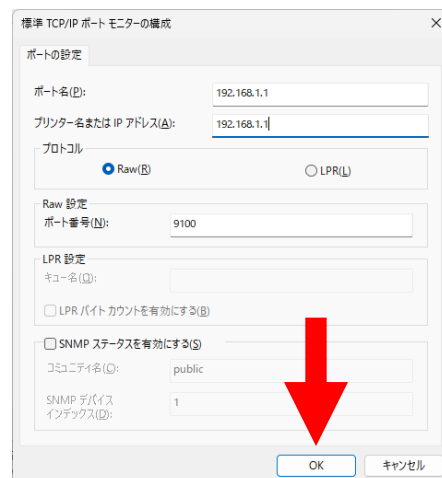 標準 TCP/IP ポート モニターの構成
ポートの設定
ポート名(P): 192.168.1.1
プリンター名または IP アドレス(A): 192.168.1.1
プロトコル
Raw(R) LPR(L)
Raw 設定
ポート番号(N): 9100
LPR 設定
キュー名(Q):
LPR バイト カウントを有効にする(B)
SNMP ステータスを有効にする(S)
コミュニティ名(C): public
SNMP デバイス
インデックス(D): 1
OK キャンセル